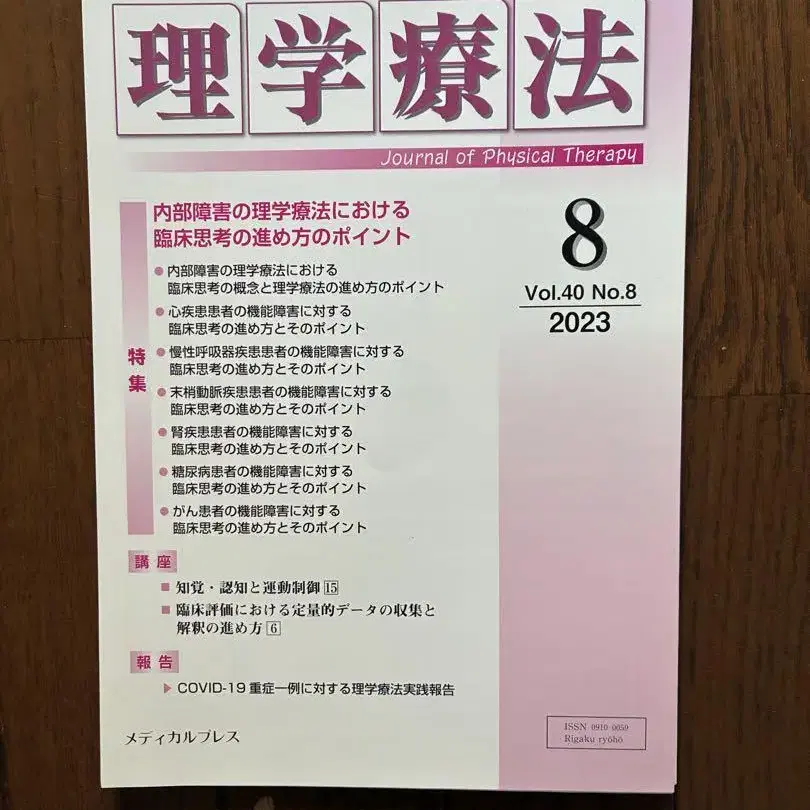 理学療法
Journal of Physical Therapy
内部障害の理学療法における
臨床思考の進め方のポイント
8
Vol.40 No.8
2023
特集
●内部障害の理学療法における
臨床思考の概念と理学療法の進め方のポイント
●心疾患患者の機能障害に対する
臨床思考の進め方とそのポイント
●慢性呼吸器疾患患者の機能障害に対する
臨床思考の進め方とそのポイント
●末梢動脈疾患患者の機能障害に対する
臨床思考の進め方とそのポイント
●腎疾患患者の機能障害に対する
臨床思考の進め方とそのポイント
●糖尿病患者の機能障害に対する
臨床思考の進め方とそのポイント
●がん患者の機能障害に対する
臨床思考の進め方とそのポイント
講座
■知覚・認知と運動制御 15
■臨床評価における定量的データの収集と
解釈の進め方 6
報告
▶COVID-19 重症一例に対する理学療法実践報告
メディカルプレス
ISSN 0910-0059
Rigaku ryōhō